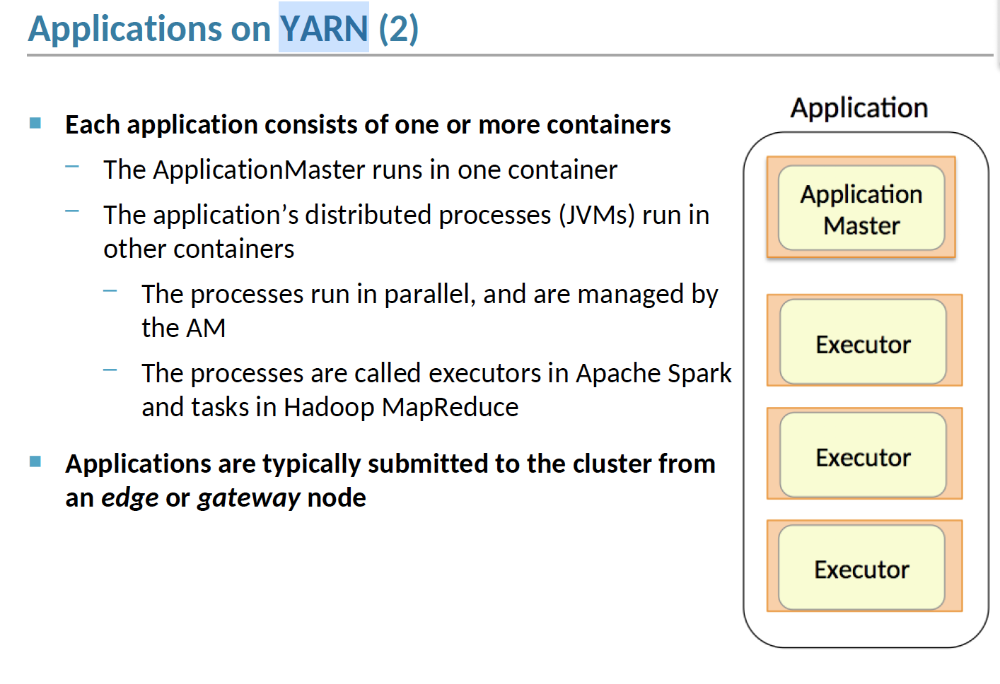 Applications on YARN (2)
Each application consists of one or more containers
– The ApplicationMaster runs in one container
– The application’s distributed processes (JVMs) run in
other containers
– The processes run in parallel, and are managed by
the AM
– The processes are called executors in Apache Spark
and tasks in Hadoop MapReduce
Applications are typically submitted to the cluster from
an edge or gateway node
Application
Application
Master
Executor
Executor
Executor